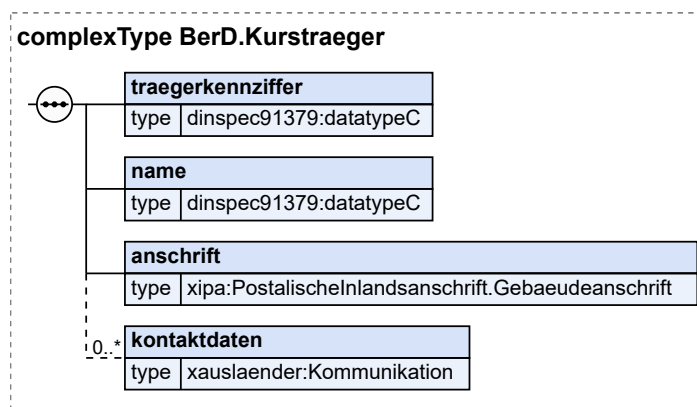 complexType BerD.Kurstraeger
traegerkennziffer
type dinspec91379:datatypeC
name
type dinspec91379:datatypeC
anschrift
type xipa:PostalischeInlandsanschrift.Gebaeudeanschrift
0..* kontaktdaten
type xauslaender:Kommunikation